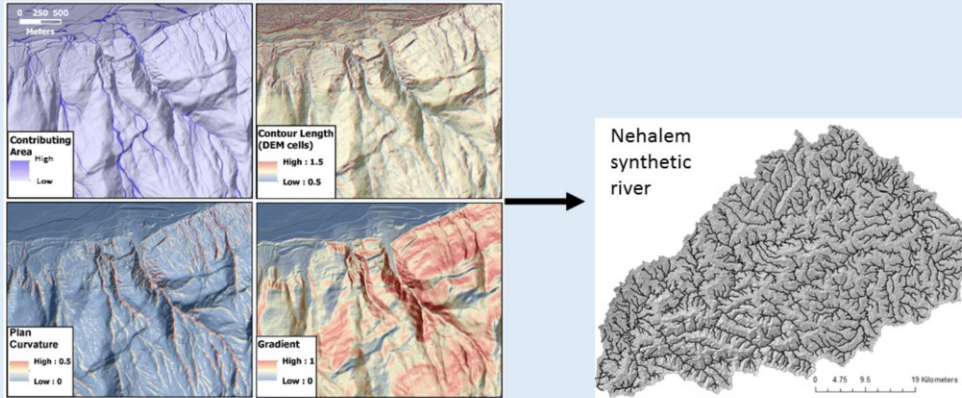 0 250 500
Meters
Contributing
Area
High
Low
Contour Length
(DEM cells)
High : 1.5
Low : 0.5
Plan
Curvature
High : 0.5
Low : 0
Gradient
High : 1
Low : 0
Nehalem
synthetic
river
0 4.75 9.5 19 Kilometers